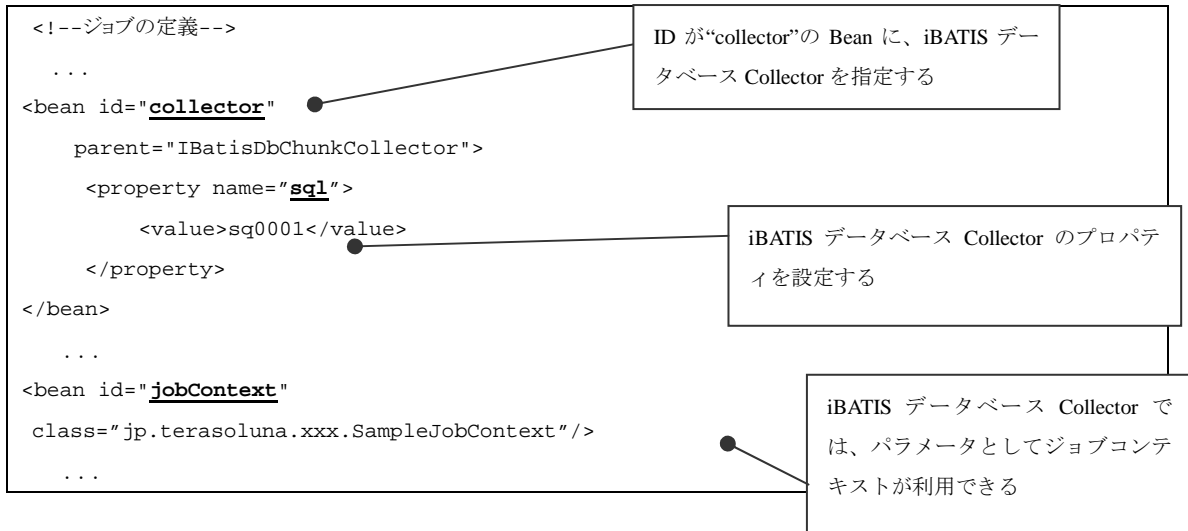 <!--ジョブの定義-->
...
<bean id="collector"
parent="IBatisDbChunkCollector">
<property name="sql">
<value>sq0001</value>
</property>
</bean>
...
<bean id="jobContext"
class="jp.terasoluna.xxx.SampleJobContext"/>
...
ID が“collector”の Bean に、iBATIS デー
タベース Collector を指定する
iBATIS データベース Collector のプロパテ
ィを設定する
iBATIS データベース Collector で
は、パラメータとしてジョブコンテ
キストが利用できる